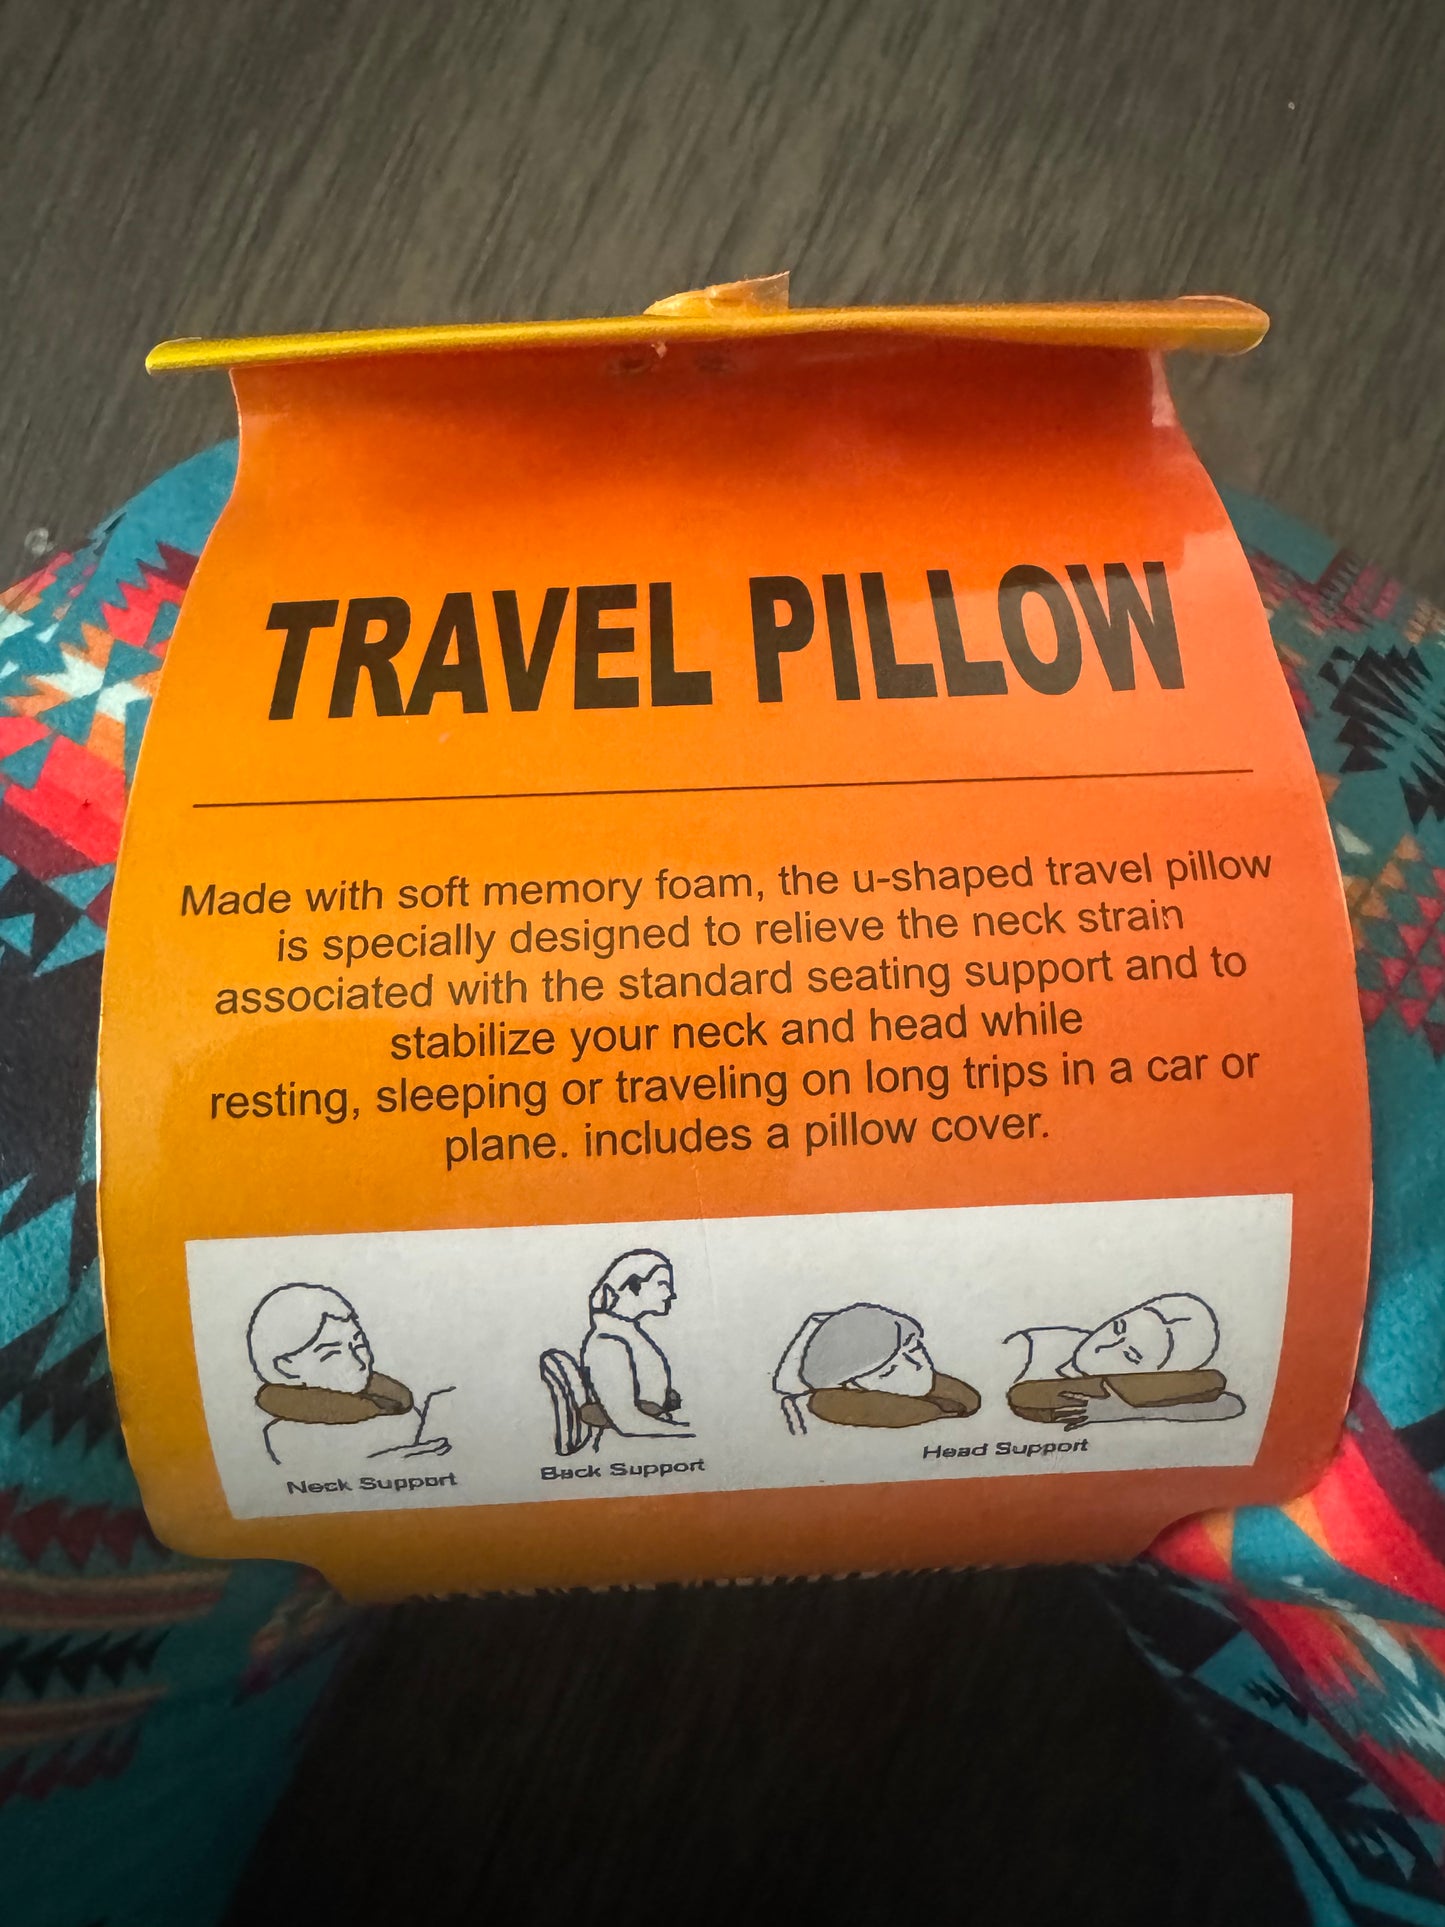 TRAVEL PILLOW
Made with soft memory foam, the u-shaped travel pillow
is specially designed to relieve the neck strain
associated with the standard seating support and to
stabilize your neck and head while
resting, sleeping or traveling on long trips in a car or
plane. includes a pillow cover.
Neck Support
Back Support
Head Support